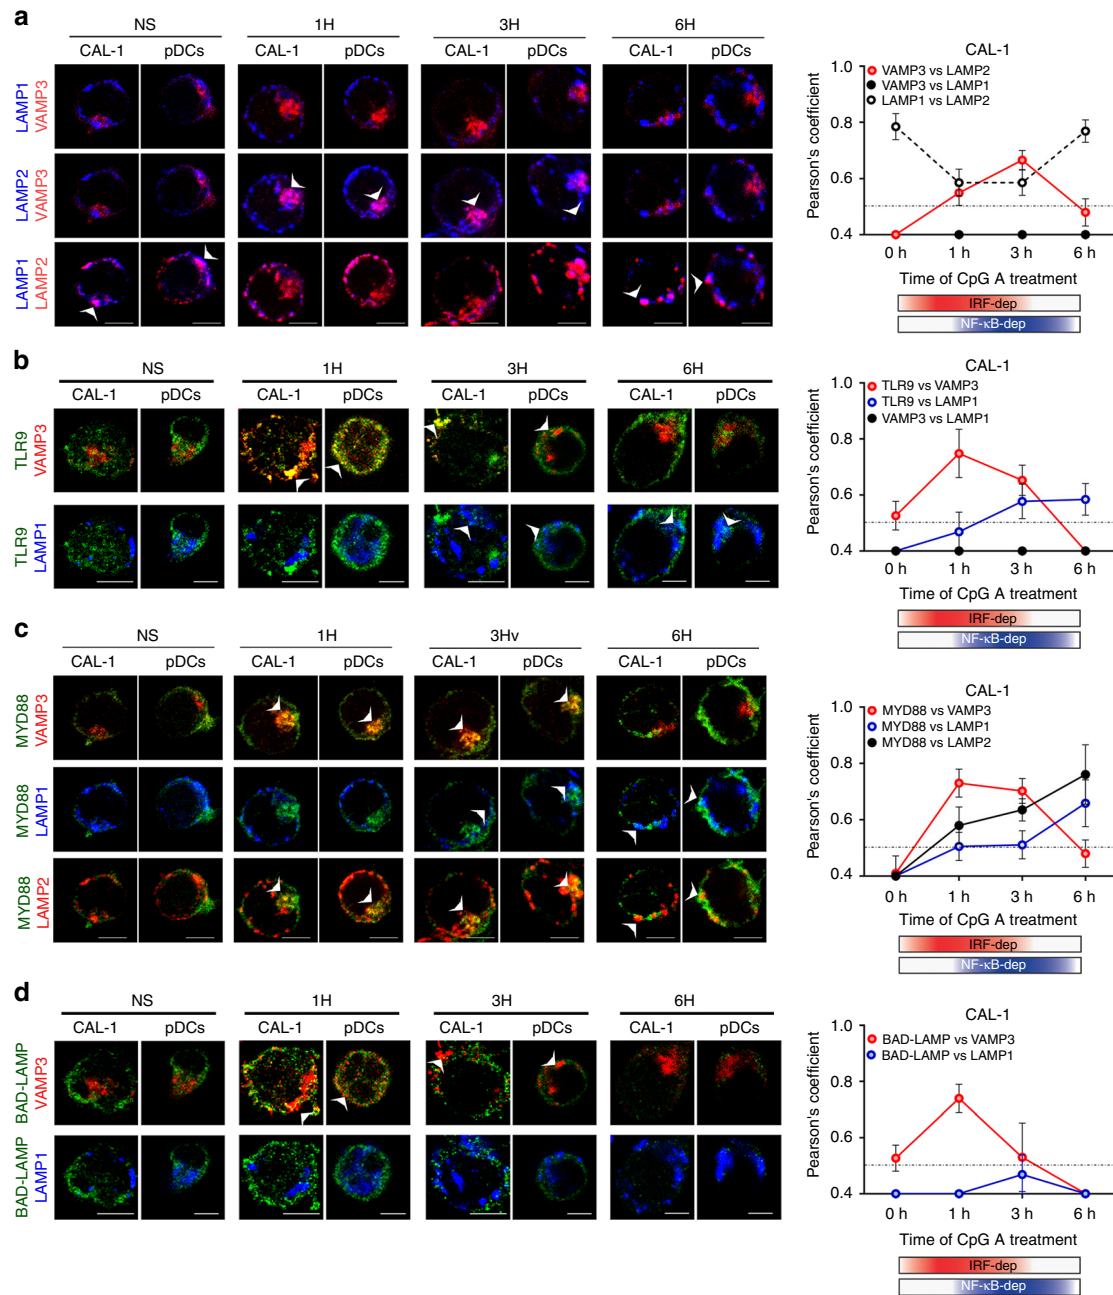 a
NS 1H 3H 6H
CAL-1 pDCs CAL-1 pDCs CAL-1 pDCs CAL-1 pDCs
LAMP1 VAMP3
LAMP2 VAMP3
LAMP1 LAMP2
CAL-1
VAMP3 vs LAMP2
VAMP3 vs LAMP1
LAMP1 vs LAMP2
Pearson's coefficient
1.0
0.8
0.6
0.4
0 h 1 h 3 h 6 h
Time of CpG A treatment
IRF-dep
NF-κB-dep
b
NS 1H 3H 6H
CAL-1 pDCs CAL-1 pDCs CAL-1 pDCs CAL-1 pDCs
TLR9 VAMP3
TLR9 LAMP1
CAL-1
TLR9 vs VAMP3
TLR9 vs LAMP1
VAMP3 vs LAMP1
Pearson's coefficient
1.0
0.8
0.6
0.4
0 h 1 h 3 h 6 h
Time of CpG A treatment
IRF-dep
NF-κB-dep
c
NS 1H 3Hv 6H
CAL-1 pDCs CAL-1 pDCs CAL-1 pDCs CAL-1 pDCs
MYD88 VAMP3
MYD88 LAMP1
MYD88 LAMP2
CAL-1
MYD88 vs VAMP3
MYD88 vs LAMP1
MYD88 vs LAMP2
Pearson's coefficient
1.0
0.8
0.6
0.4
0 h 1 h 3 h 6 h
Time of CpG A treatment
IRF-dep
NF-κB-dep
d
NS 1H 3H 6H
CAL-1 pDCs CAL-1 pDCs CAL-1 pDCs CAL-1 pDCs
BAD-LAMP VAMP3
BAD-LAMP LAMP1
CAL-1
BAD-LAMP vs VAMP3
BAD-LAMP vs LAMP1
Pearson's coefficient
1.0
0.8
0.6
0.4
0 h 1 h 3 h 6 h
Time of CpG A treatment
IRF-dep
NF-κB-dep